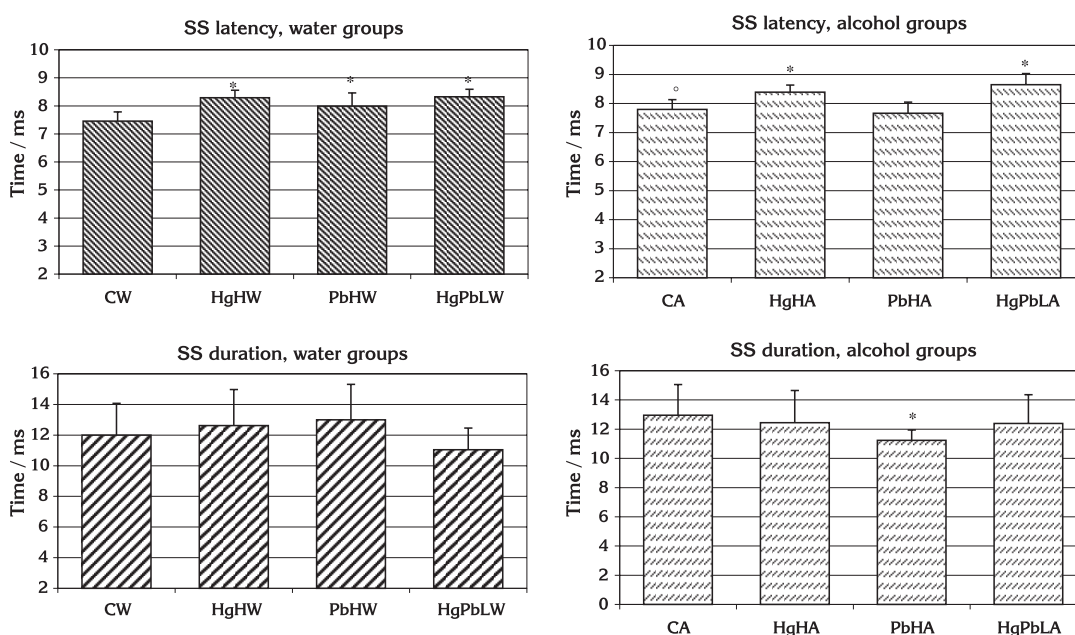 SS latency, water groups
Time / ms
10
9
8
7
6
5
4
3
2
* * *
CW HgHW PbHW HgPbLW
SS latency, alcohol groups
Time / ms
10
9
8
7
6
5
4
3
2
° * *
CA HgHA PbHA HgPbLA
SS duration, water groups
Time / ms
16
14
12
10
8
6
4
2
CW HgHW PbHW HgPbLW
SS duration, alcohol groups
Time / ms
16
14
12
10
8
6
4
2
0
*
CA HgHA PbHA HgPbLA